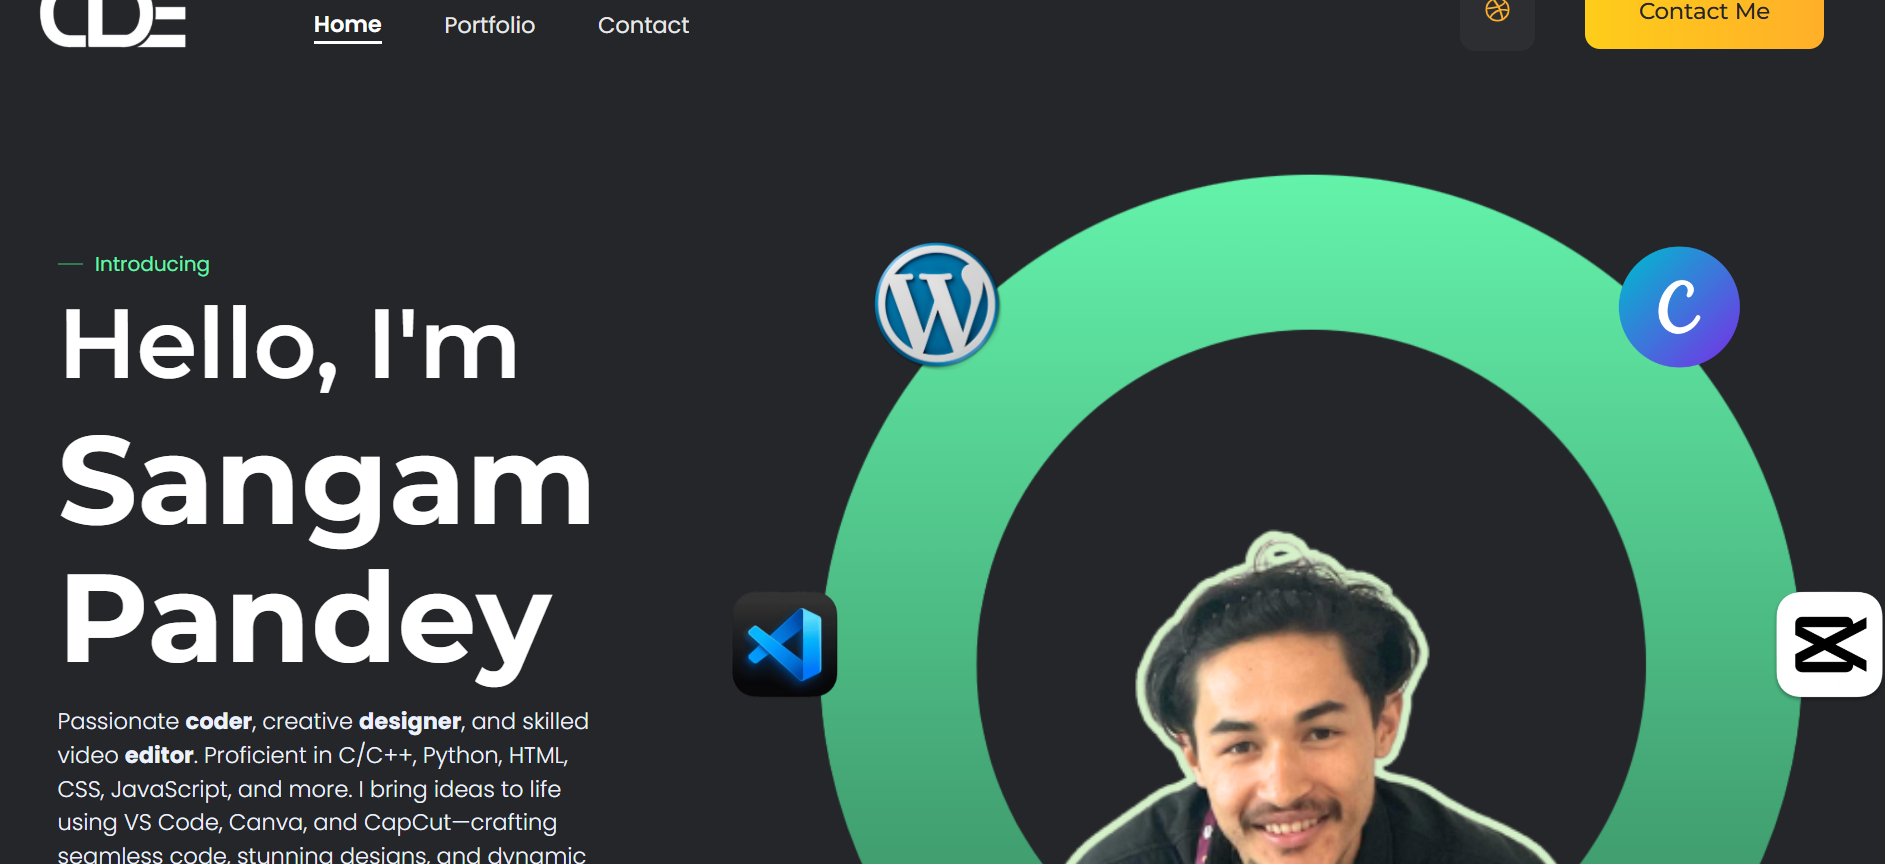 CDE
Home Portfolio Contact
Contact Me
Introducing
Hello, I'm
Sangam
Pandey
Passionate coder, creative designer, and skilled
video editor. Proficient in C/C++, Python, HTML,
CSS, JavaScript, and more. I bring ideas to life
using VS Code, Canva, and CapCut—crafting
seamless code, stunning designs, and dynamic
W
C